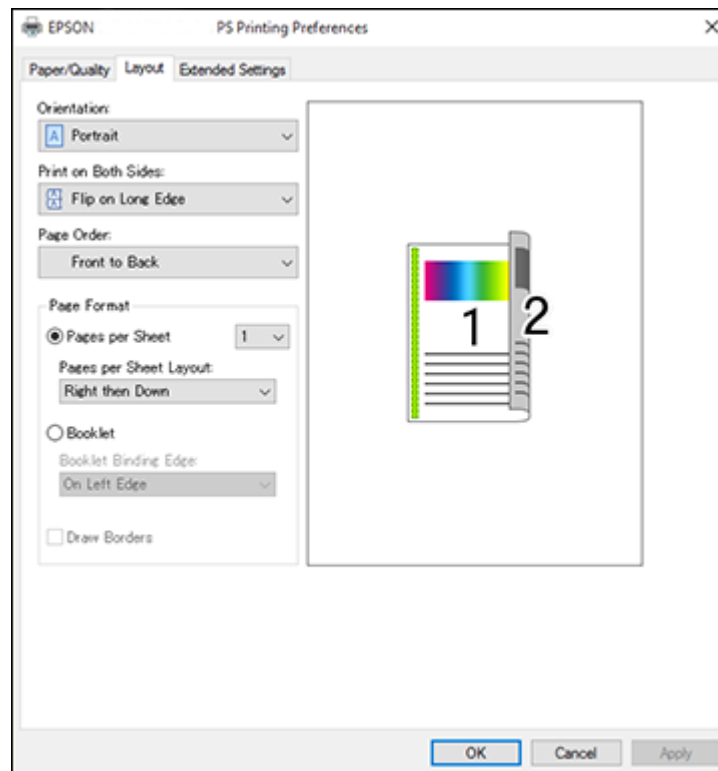 EPSON PS Printing Preferences
Paper/Quality Layout Extended Settings
Orientation:
A Portrait
Print on Both Sides:
Flip on Long Edge
Page Order:
Front to Back
Page Format
Pages per Sheet 1
Pages per Sheet Layout:
Right then Down
Booklet
Booklet Binding Edge:
On Left Edge
Draw Borders
1 2
OK Cancel Apply